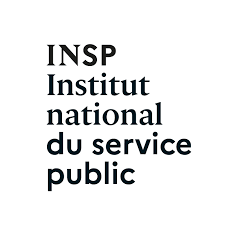 INSP
Institut
national
du service
public